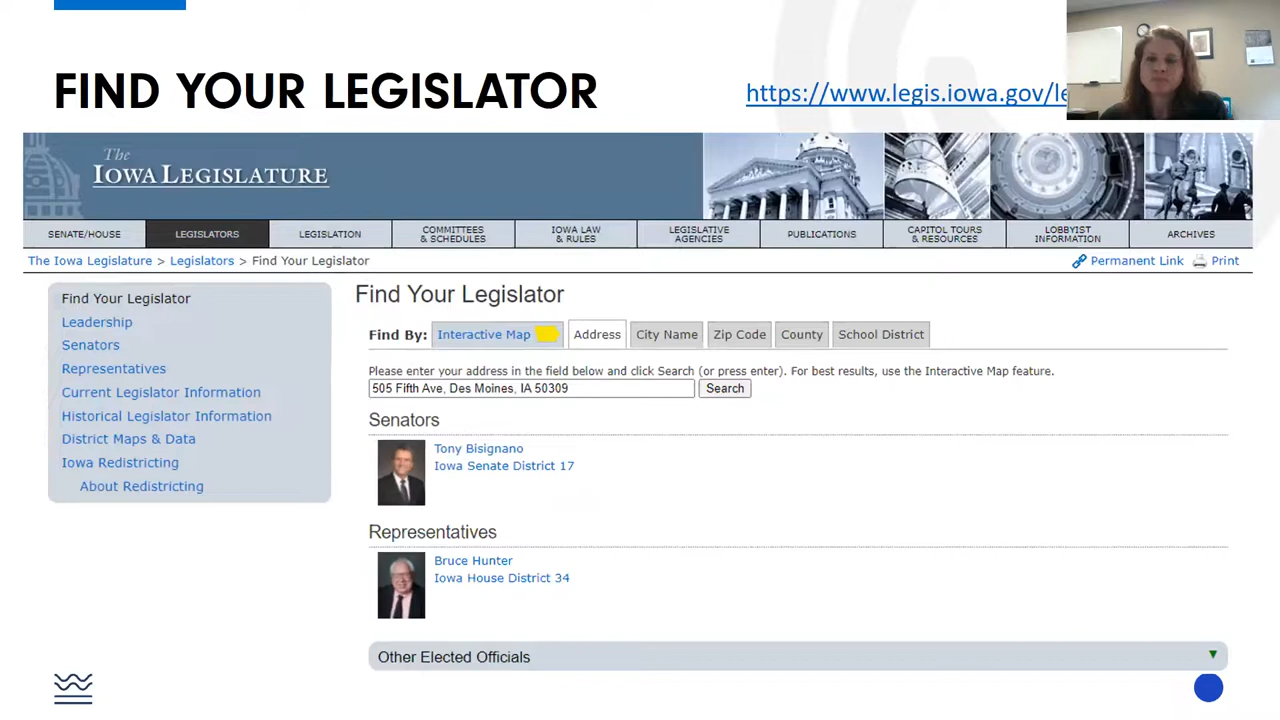 FIND YOUR LEGISLATOR
https://www.legis.iowa.gov/le
The
IOWA LEGISLATURE
SENATE/HOUSE
LEGISLATORS
LEGISLATION
COMMITTEES
& SCHEDULES
IOWA LAW
& RULES
LEGISLATIVE
AGENCIES
PUBLICATIONS
CAPITOL TOURS
& RESOURCES
LOBBYIST
INFORMATION
ARCHIVES
The Iowa Legislature > Legislators > Find Your Legislator
Permanent Link Print
Find Your Legislator
Leadership
Senators
Representatives
Current Legislator Information
Historical Legislator Information
District Maps & Data
Iowa Redistricting
About Redistricting
Find Your Legislator
Find By: Interactive Map Address City Name Zip Code County School District
Please enter your address in the field below and click Search (or press enter). For best results, use the Interactive Map feature.
505 Fifth Ave, Des Moines, IA 50309 Search
Senators
Tony Bisignano
Iowa Senate District 17
Representatives
Bruce Hunter
Iowa House District 34
Other Elected Officials